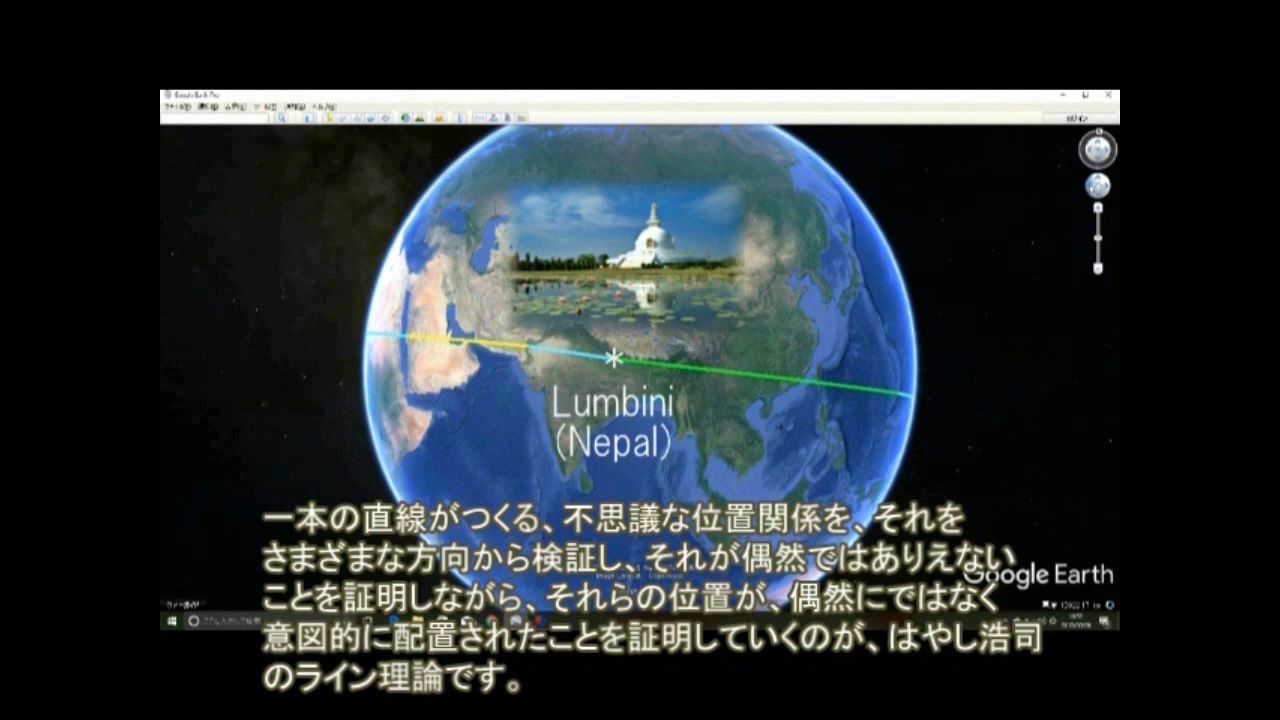 Google Earth Pro
Lumbini
(Nepal)
Google Earth
一本の直線がつくる、不思議な位置関係を、それを
さまざまな方向から検証し、それが偶然ではありえない
ことを証明しながら、それらの位置が、偶然にではなく
意図的に配置されたことを証明していくのが、はやし浩司
のライン理論です。